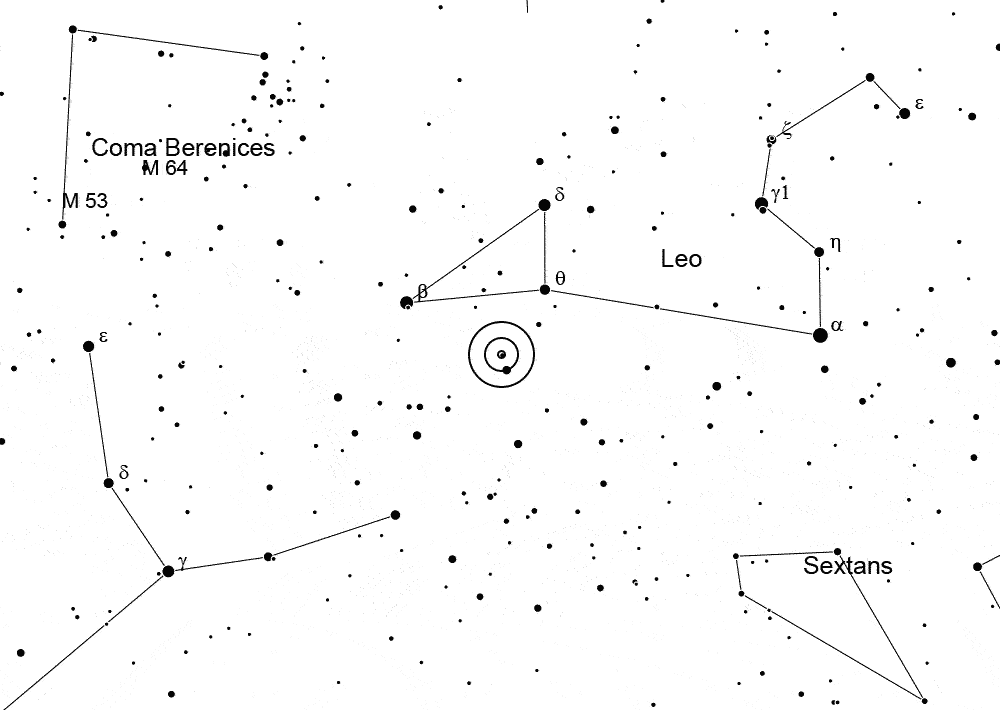 ε
ζ
Coma Berenices
M 64
δ
γ1
M 53
η
Leo
θ
β
α
ε
δ
γ
Sextans